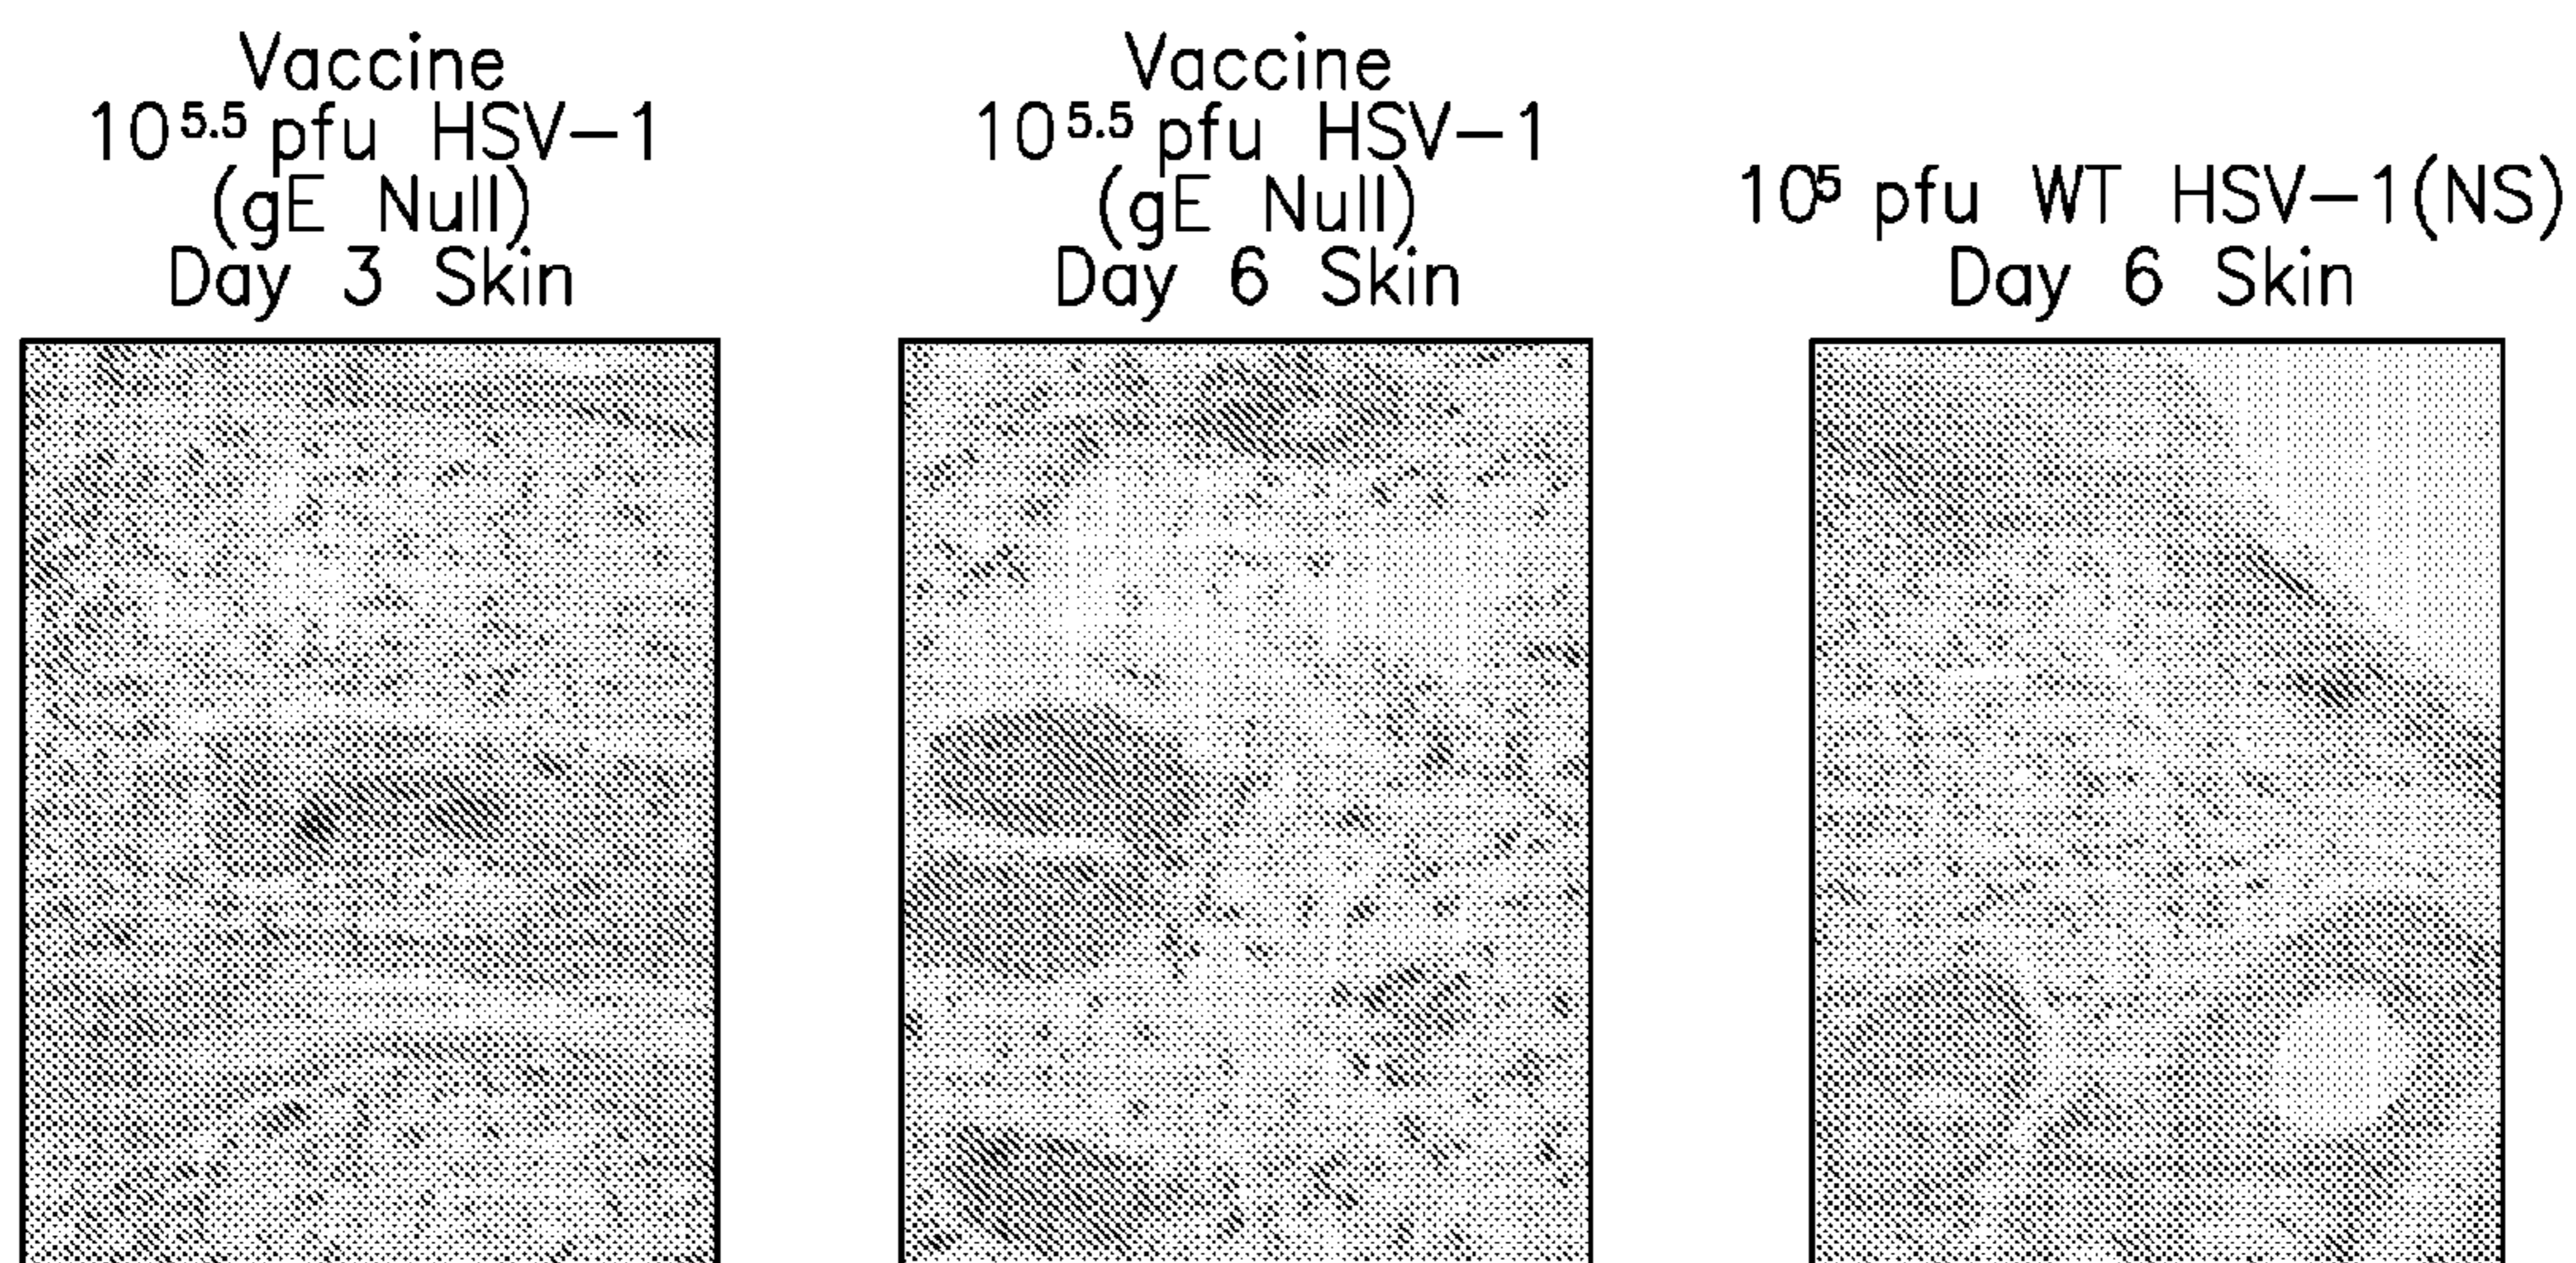 Vaccine
10^5.5 pfu HSV-1
(gE Null)
Day 3 Skin
Vaccine
10^5.5 pfu HSV-1
(gE Null)
Day 6 Skin
10^5 pfu WT HSV-1(NS)
Day 6 Skin